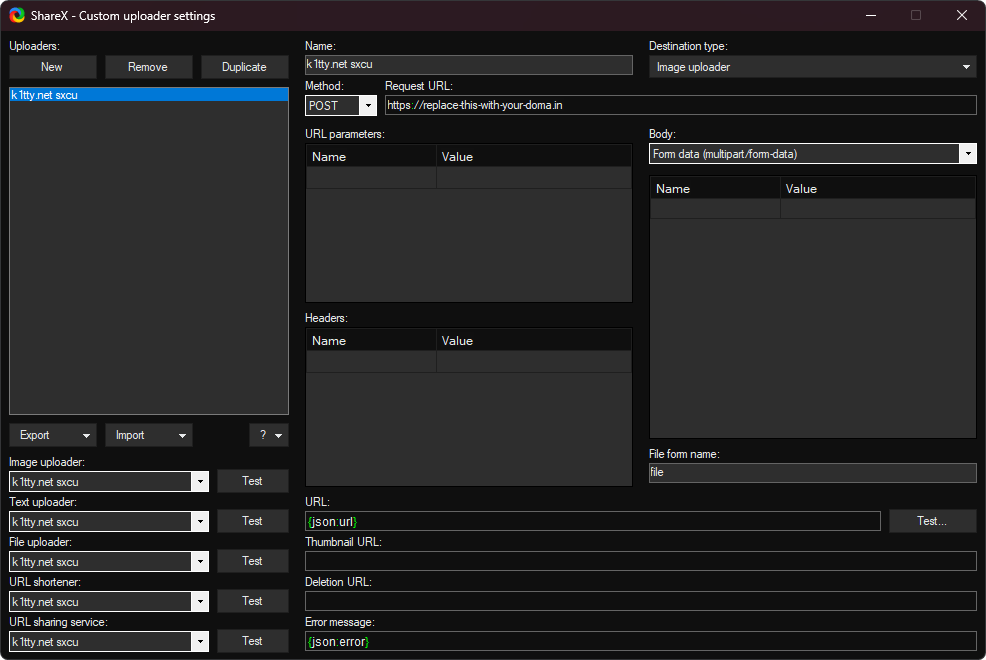 ShareX - Custom uploader settings
Uploaders:
New
Remove
Duplicate
k1tty.net sxcu
Export
Import
?
Image uploader:
k1tty.net sxcu
Test
Text uploader:
k1tty.net sxcu
Test
File uploader:
k1tty.net sxcu
Test
URL shortener:
k1tty.net sxcu
Test
URL sharing service:
k1tty.net sxcu
Test
Name:
k1tty.net sxcu
Destination type:
Image uploader
Method:
POST
Request URL:
https://replace-this-with-your-doma.in
URL parameters:
Name Value
Headers:
Name Value
Body:
Form data (multipart/form-data)
Name Value
File form name:
file
URL:
{json:url}
Test...
Thumbnail URL:
Deletion URL:
Error message:
{json:error}